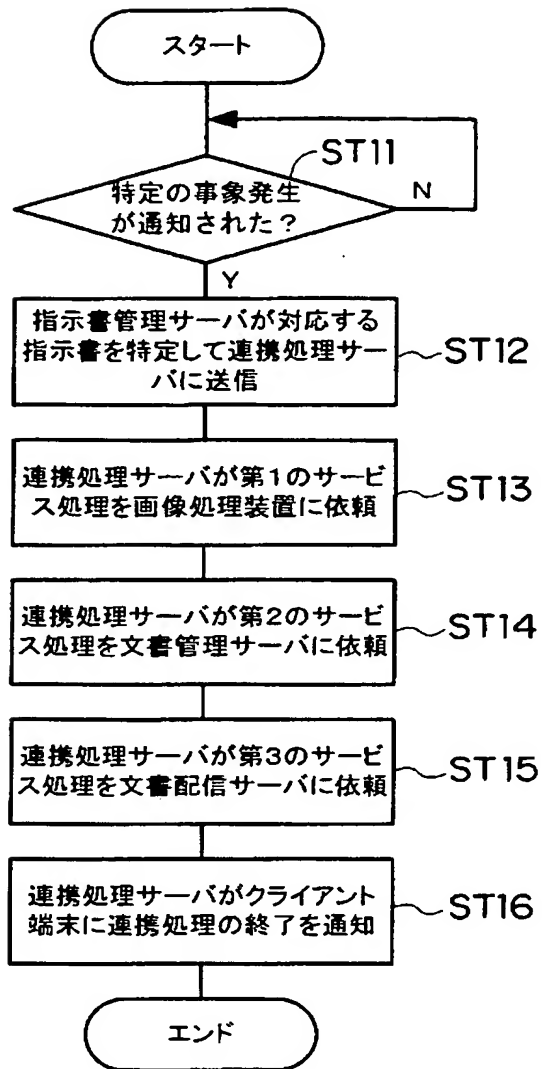 スタート
ST11
特定の事象発生
が通知された?
N
Y
指示書管理サーバが対応する
指示書を特定して連携処理サー
バに送信
ST12
連携処理サーバが第1のサービ
ス処理を画像処理装置に依頼
ST13
連携処理サーバが第2のサービ
ス処理を文書管理サーバに依頼
ST14
連携処理サーバが第3のサービ
ス処理を文書配信サーバに依頼
ST15
連携処理サーバがクライアント
端末に連携処理の終了を通知
ST16
エンド